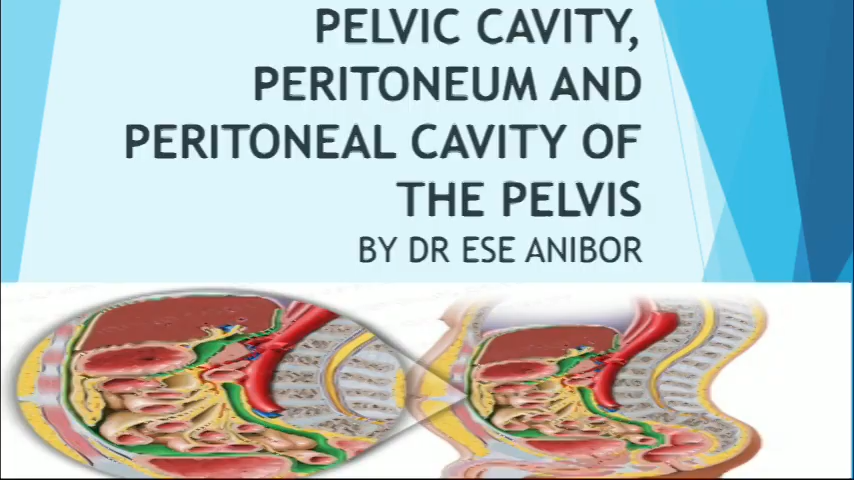 PELVIC CAVITY,
PERITONEUM AND
PERITONEAL CAVITY OF
THE PELVIS
BY DR ESE ANIBOR